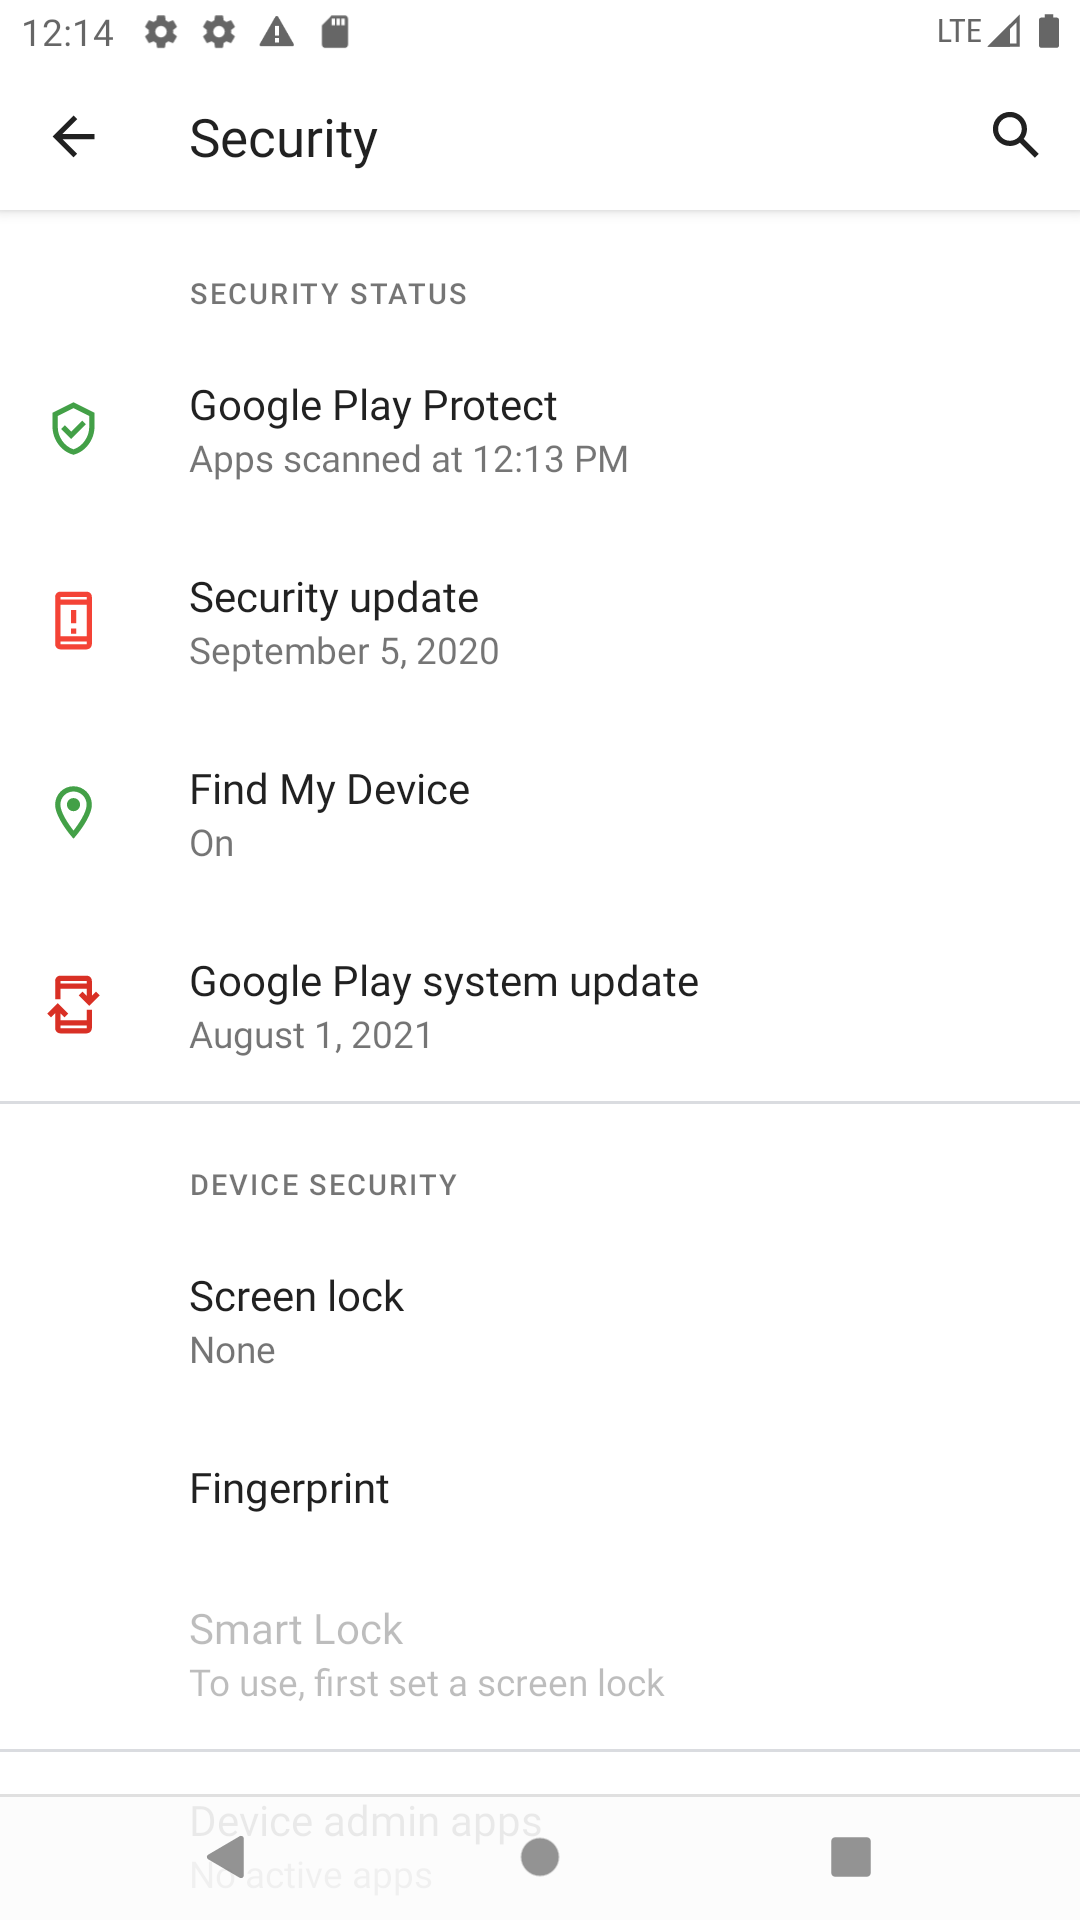 12:14 LTE
Security
SECURITY STATUS
Google Play Protect
Apps scanned at 12:13 PM
Security update
September 5, 2020
Find My Device
On
Google Play system update
August 1, 2021
DEVICE SECURITY
Screen lock
None
Fingerprint
Smart Lock
To use, first set a screen lock
Device admin apps
No active apps